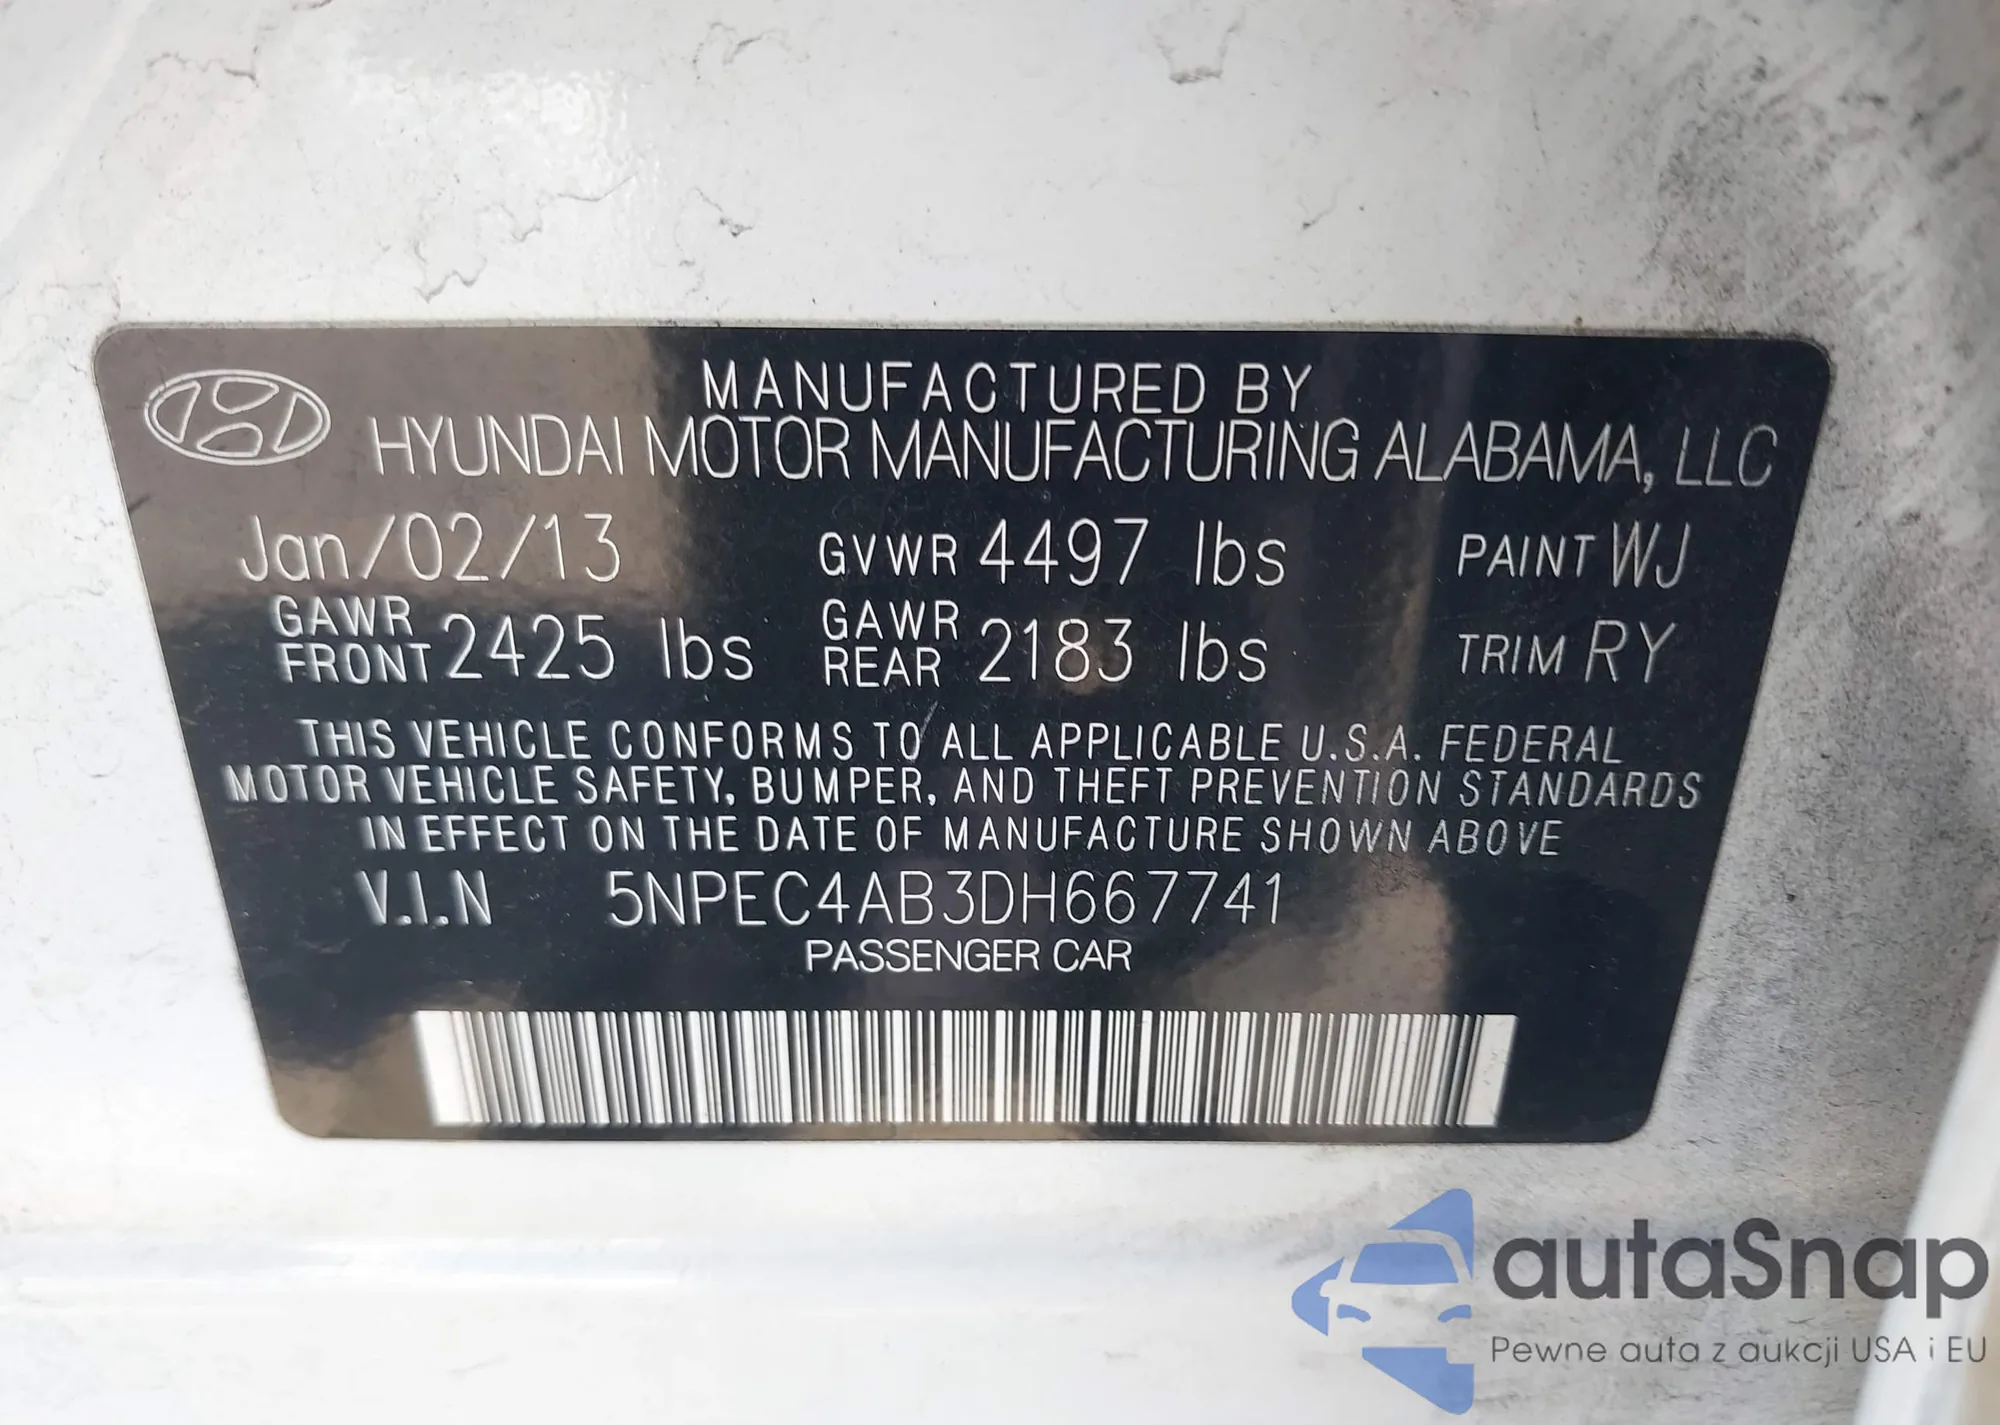 MANUFACTURED BY
HYUNDAI MOTOR MANUFACTURING ALABAMA, LLC
Jan/02/13 GVWR 4497 lbs PAINT WJ
GAWR FRONT 2425 lbs GAWR REAR 2183 lbs TRIM RY
THIS VEHICLE CONFORMS TO ALL APPLICABLE U.S.A. FEDERAL
MOTOR VEHICLE SAFETY, BUMPER, AND THEFT PREVENTION STANDARDS
IN EFFECT ON THE DATE OF MANUFACTURE SHOWN ABOVE
V.I.N 5NPEC4AB3DH667741
PASSENGER CAR
autaSnap
Pewne auta z aukcji USA i EU